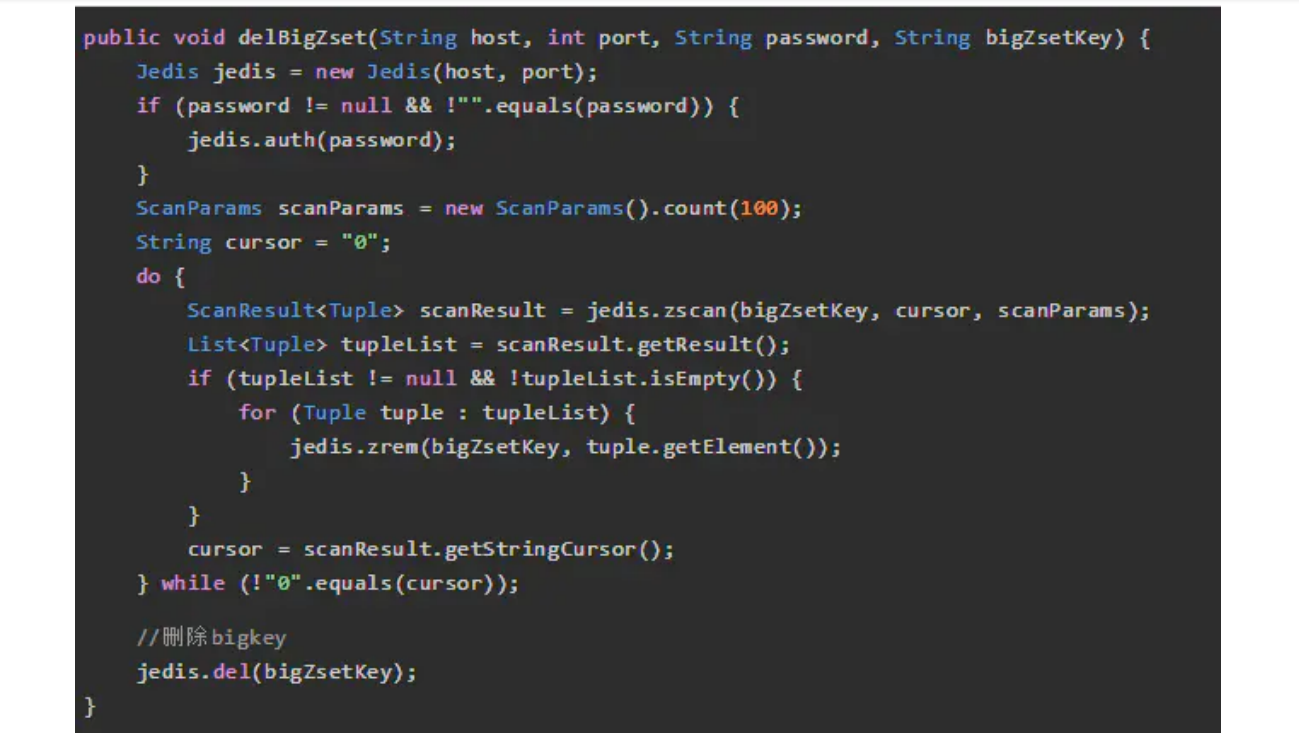 public void delBigZset(String host, int port, String password, String bigZsetKey) {
    Jedis jedis = new Jedis(host, port);
    if (password != null && !"".equals(password)) {
        jedis.auth(password);
    }
    ScanParams scanParams = new ScanParams().count(100);
    String cursor = "0";
    do {
        ScanResult<Tuple> scanResult = jedis.zscan(bigZsetKey, cursor, scanParams);
        List<Tuple> tupleList = scanResult.getResult();
        if (tupleList != null && !tupleList.isEmpty()) {
            for (Tuple tuple : tupleList) {
                jedis.zrem(bigZsetKey, tuple.getElement());
            }
        }
        cursor = scanResult.getStringCursor();
    } while (!"0".equals(cursor));
    //删除bigkey
    jedis.del(bigZsetKey);
}